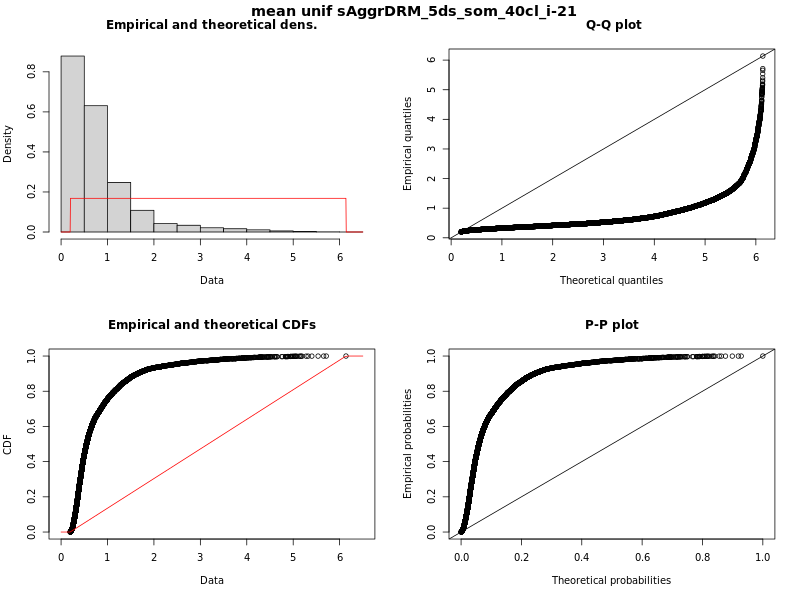 mean unif sAggrDRM_5ds_som_40cl_i-21
Empirical and theoretical dens.
Density
0.0 0.2 0.4 0.6 0.8
0 1 2 3 4 5 6
Data
Q-Q plot
Empirical quantiles
0 1 2 3 4 5 6
0 1 2 3 4 5 6
Theoretical quantiles
Empirical and theoretical CDFs
CDF
0.0 0.2 0.4 0.6 0.8 1.0
0 1 2 3 4 5 6
Data
P-P plot
Empirical probabilities
0.0 0.2 0.4 0.6 0.8 1.0
0.0 0.2 0.4 0.6 0.8 1.0
Theoretical probabilities